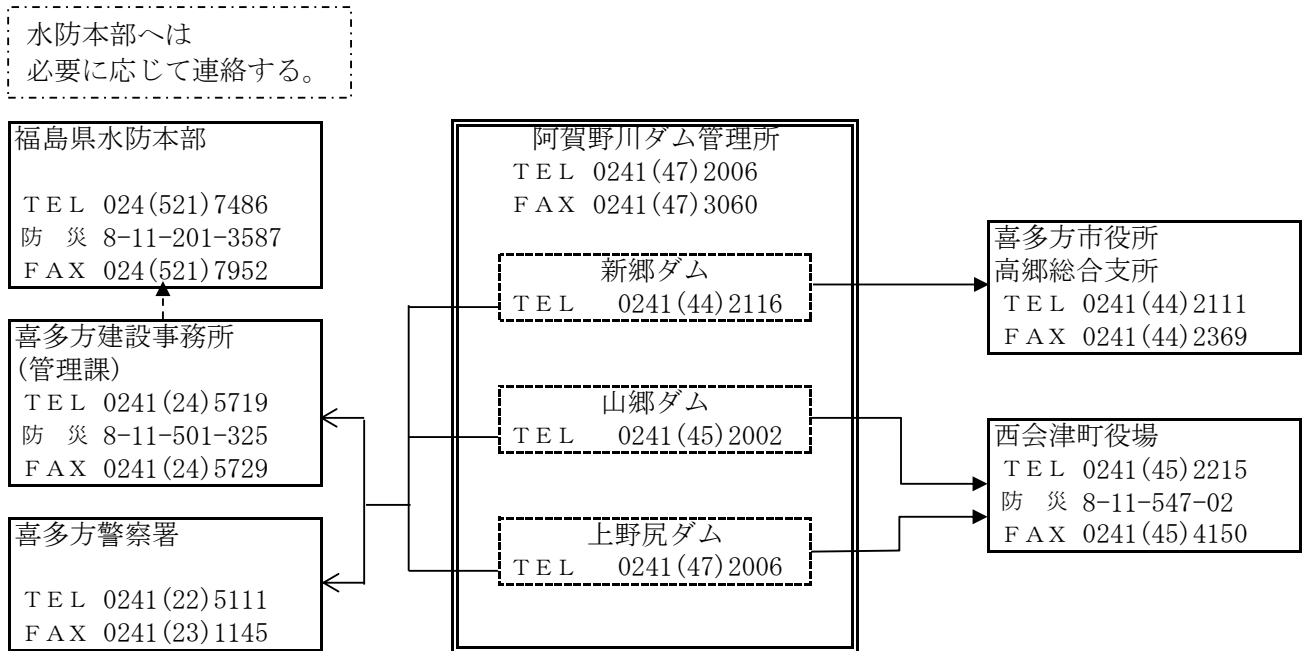 水防本部へは
必要に応じて連絡する。
福島県水防本部
ＴＥＬ 024(521)7486
防　災 8-11-201-3587
ＦＡＸ 024(521)7952
喜多方建設事務所
(管理課)
ＴＥＬ 0241(24)5719
防　災 8-11-501-325
ＦＡＸ 0241(24)5729
喜多方警察署
ＴＥＬ 0241(22)5111
ＦＡＸ 0241(23)1145
阿賀野川ダム管理所
ＴＥＬ 0241(47)2006
ＦＡＸ 0241(47)3060
新郷ダム
ＴＥＬ　0241(44)2116
山郷ダム
ＴＥＬ　0241(45)2002
上野尻ダム
ＴＥＬ　0241(47)2006
喜多方市役所
高郷総合支所
ＴＥＬ 0241(44)2111
ＦＡＸ 0241(44)2369
西会津町役場
ＴＥＬ 0241(45)2215
防　災 8-11-547-02
ＦＡＸ 0241(45)4150